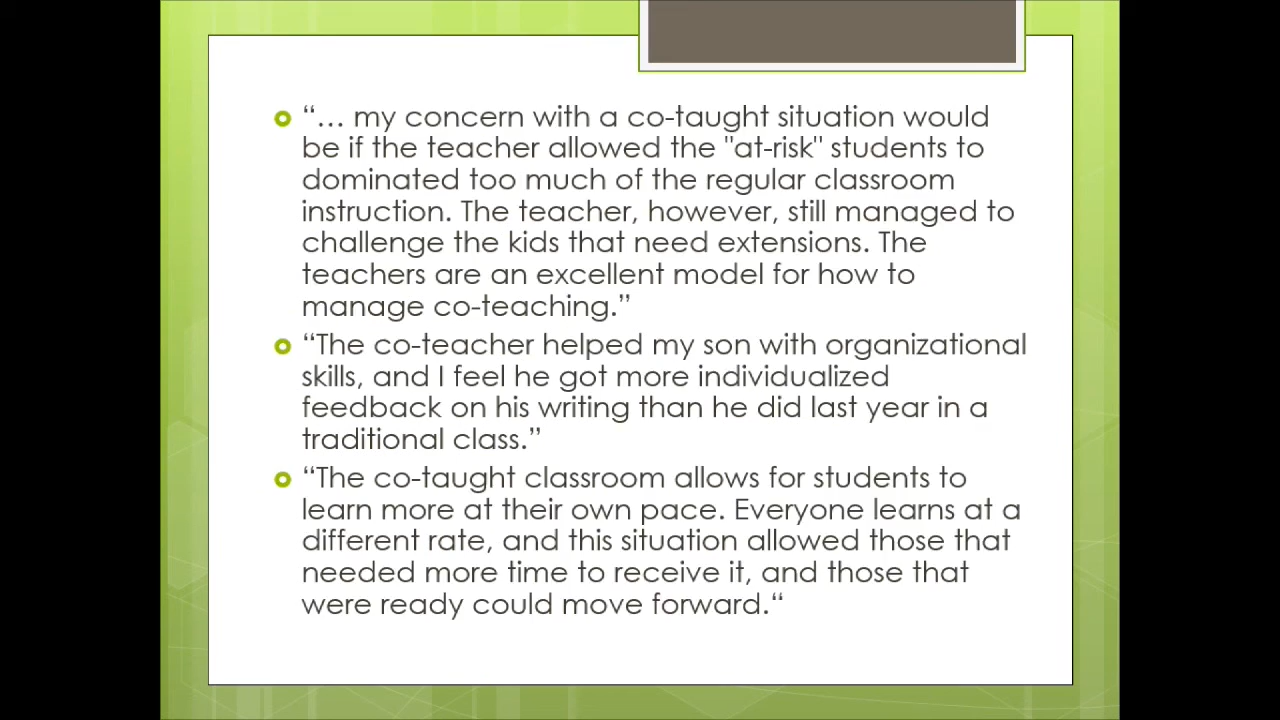 “… my concern with a co-taught situation would
be if the teacher allowed the "at-risk" students to
dominated too much of the regular classroom
instruction. The teacher, however, still managed to
challenge the kids that need extensions. The
teachers are an excellent model for how to
manage co-teaching.”
“The co-teacher helped my son with organizational
skills, and I feel he got more individualized
feedback on his writing than he did last year in a
traditional class.”
“The co-taught classroom allows for students to
learn more at their own pace. Everyone learns at a
different rate, and this situation allowed those that
needed more time to receive it, and those that
were ready could move forward.“